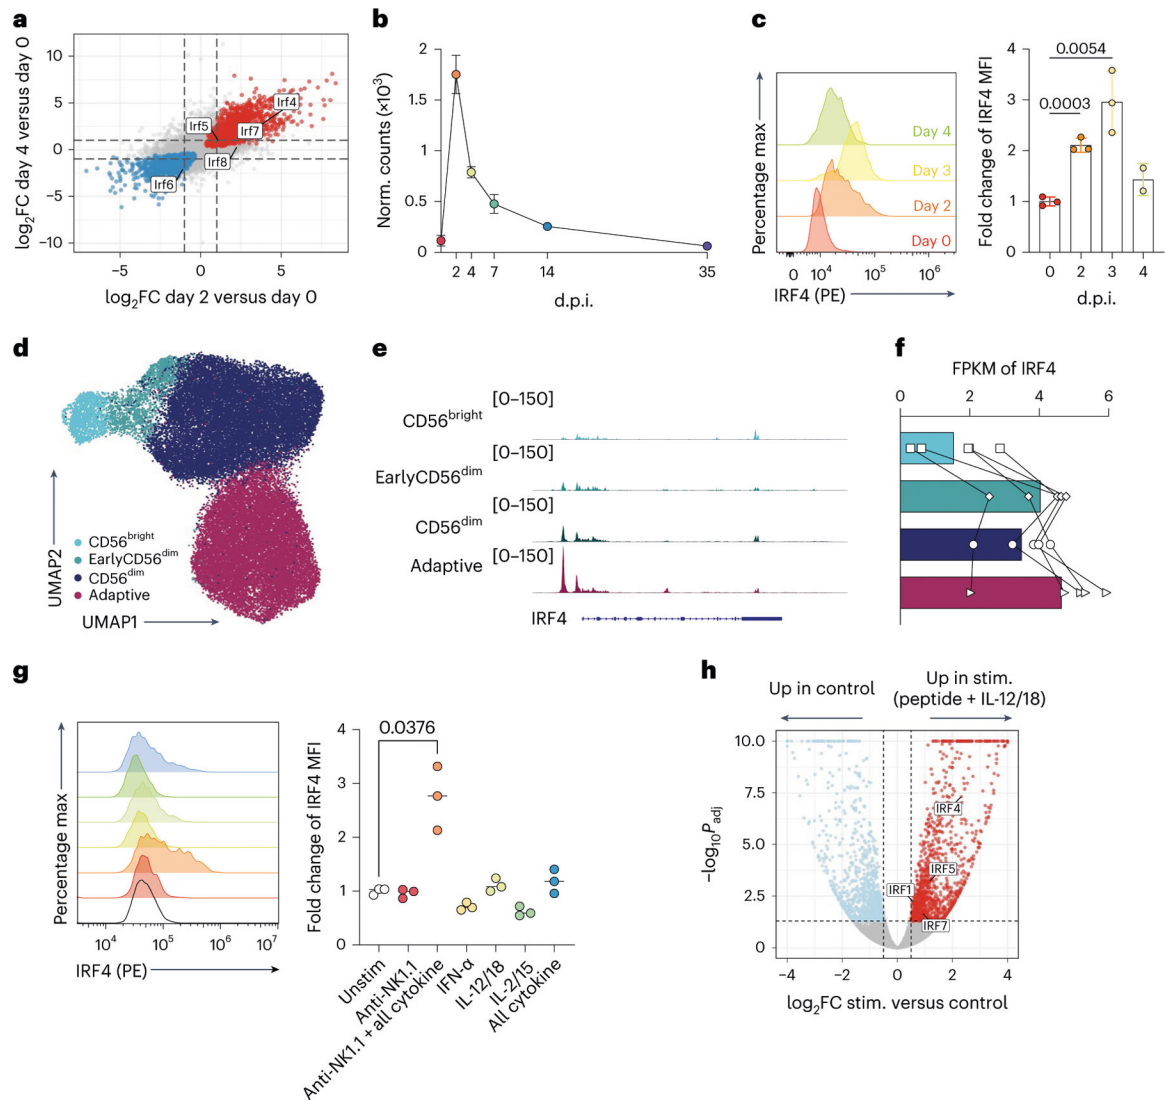 a
log2FC day 4 versus day 0
10
5
0
−5
−10
Irf4
Irf5
Irf7
Irf8
Irf6
−5
0
5
log2FC day 2 versus day 0
b
Norm. counts (×10³)
2
1.5
1
0.5
0
2
4
7
14
35
d.p.i.
c
Percentage max
Day 4
Day 3
Day 2
Day 0
0
10⁴
10⁵
10⁶
IRF4 (PE)
Fold change of IRF4 MFI
4
3
2
1
0
0.0054
0.0003
0
2
3
4
d.p.i.
d
UMAP2
CD56bright
EarlyCD56dim
CD56dim
Adaptive
UMAP1
e
[0–150]
CD56bright
[0–150]
EarlyCD56dim
[0–150]
CD56dim
[0–150]
Adaptive
IRF4
f
FPKM of IRF4
0
2
4
6
g
Percentage max
10⁴
10⁵
10⁶
10⁷
IRF4 (PE)
Fold change of IRF4 MFI
4
3
2
1
0
0.0376
Unstim
Anti-NK1.1
Anti-NK1.1 + all cytokine
IFN-α
IL-12/18
IL-2/15
All cytokine
h
Up in control
Up in stim.
(peptide + IL-12/18)
−log10Padj
10.0
7.5
5.0
2.5
0
IRF4
IRF5
IRF1
IRF7
−4
−2
0
2
4
log2FC stim. versus control